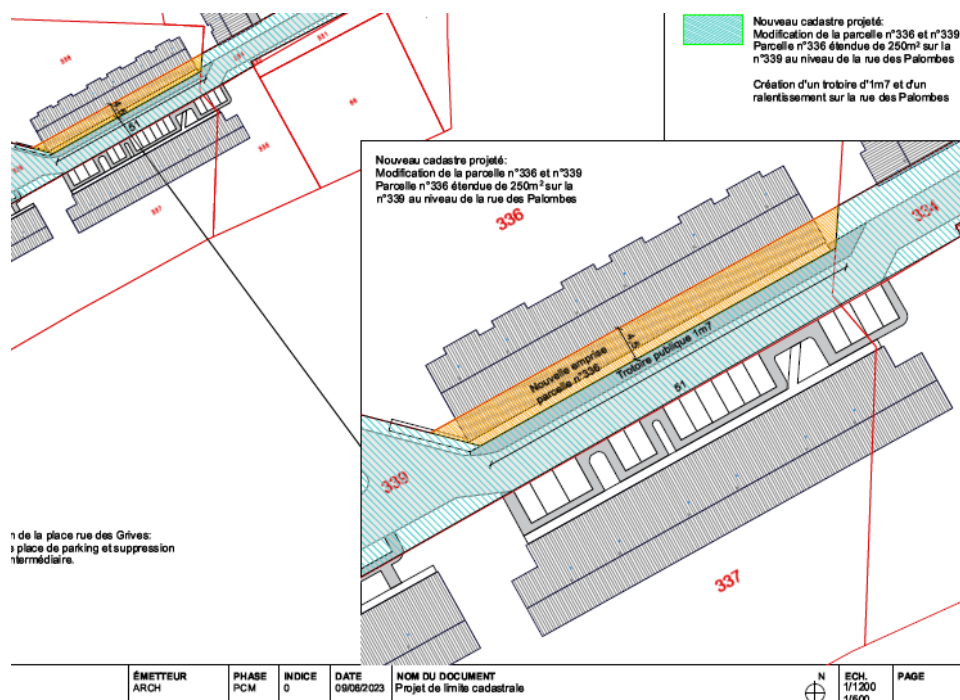 Nouveau cadastre projeté:
Modification de la parcelle n°336 et n°339
Parcelle n°336 étendue de 250m² sur la
n°339 au niveau de la rue des Palombes
Création d'un trotoire d'1m7 et d'un
ralentissement sur la rue des Palombes
331
51
337
Nouveau cadastre projeté:
Modification de la parcelle n°336 et n°339
Parcelle n°336 étendue de 250m² sur la
n°339 au niveau de la rue des Palombes
336
334
Nouvelle emprise
parcelle n°336
Trotoire publique 1m7
51
339
337
n de la place rue des Grives:
e place de parking et suppression
ntermédiaire.
ÉMETTEUR
ARCH
PHASE
PCM
INDICE
0
DATE
09/06/2023
NOM DU DOCUMENT
Projet de limite cadastrale
N
ECH.
1/1200
1/500
PAGE